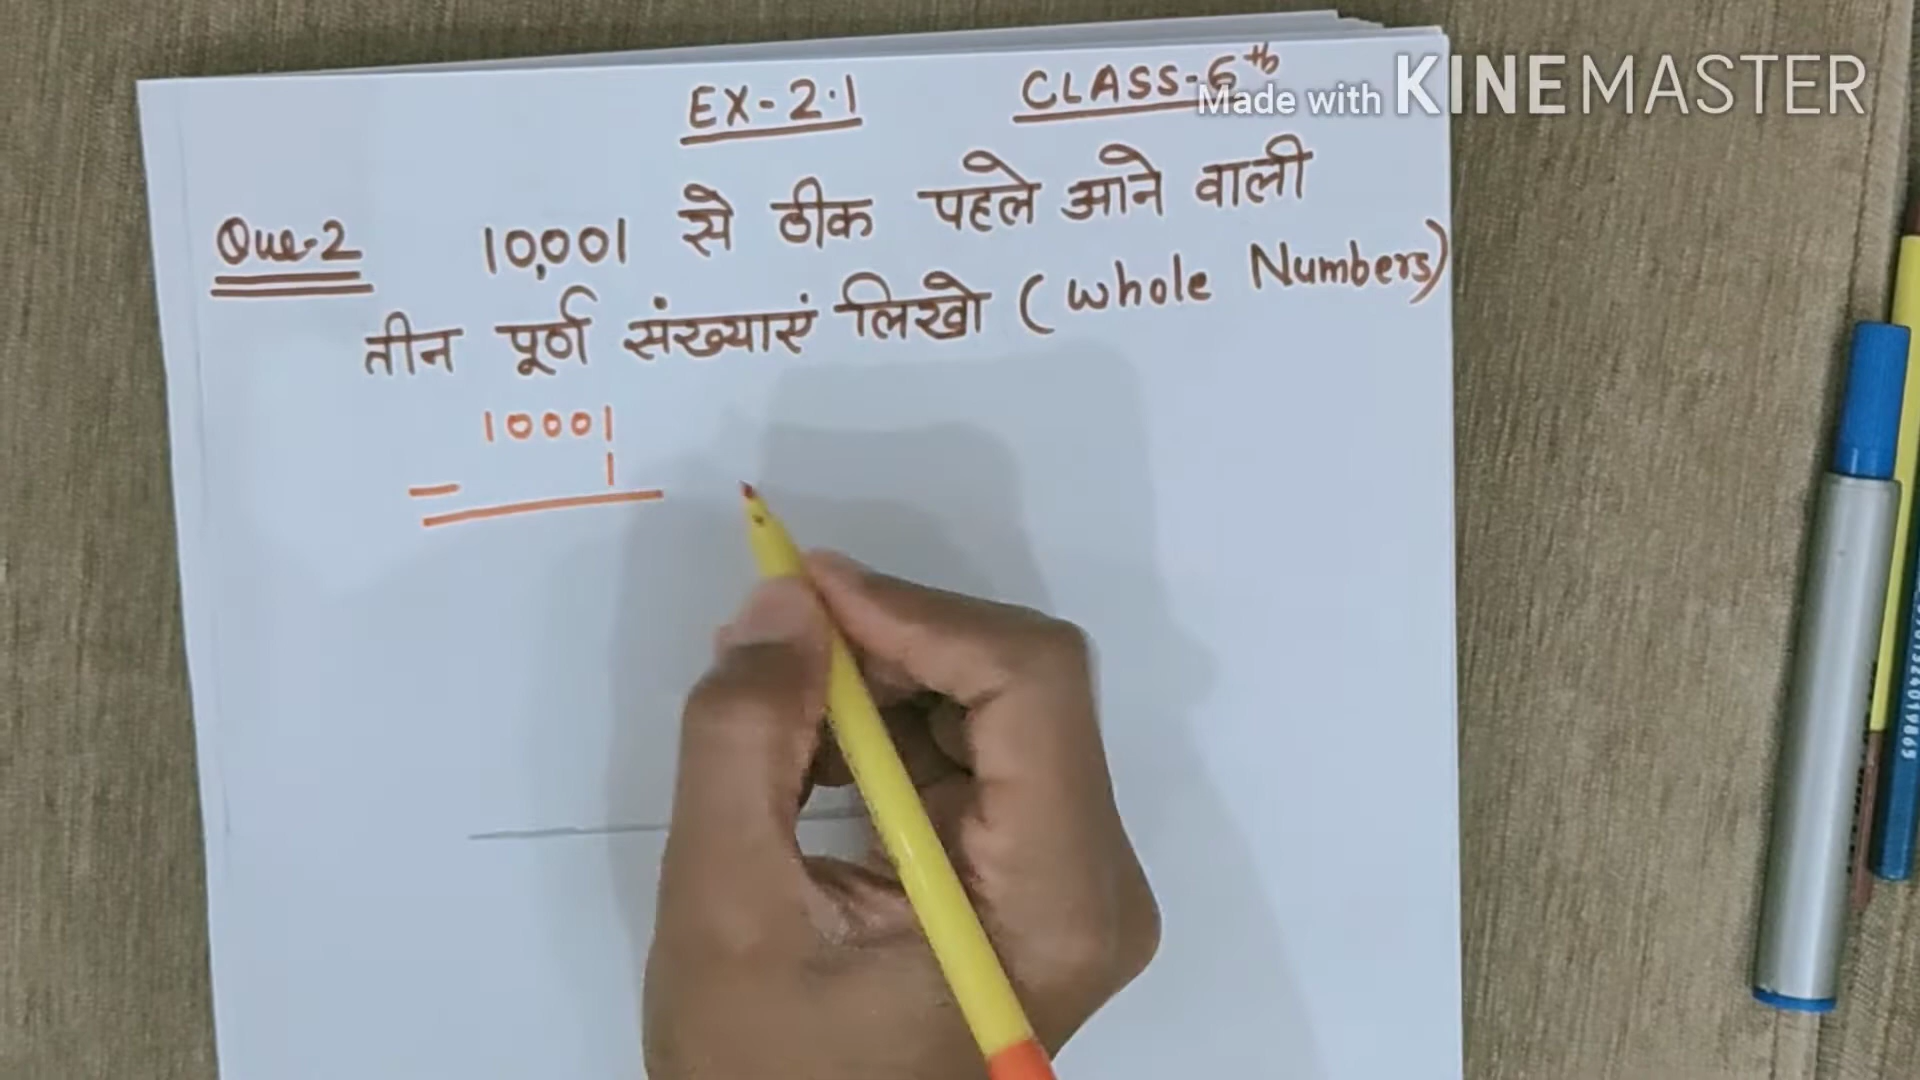 EX-2.1 CLASS-6th
Made with KINEMASTER
Que-2 10,001 से ठीक पहले आने वाली
तीन पूर्ण संख्याएं लिखो (Whole Numbers)
10001
- 1